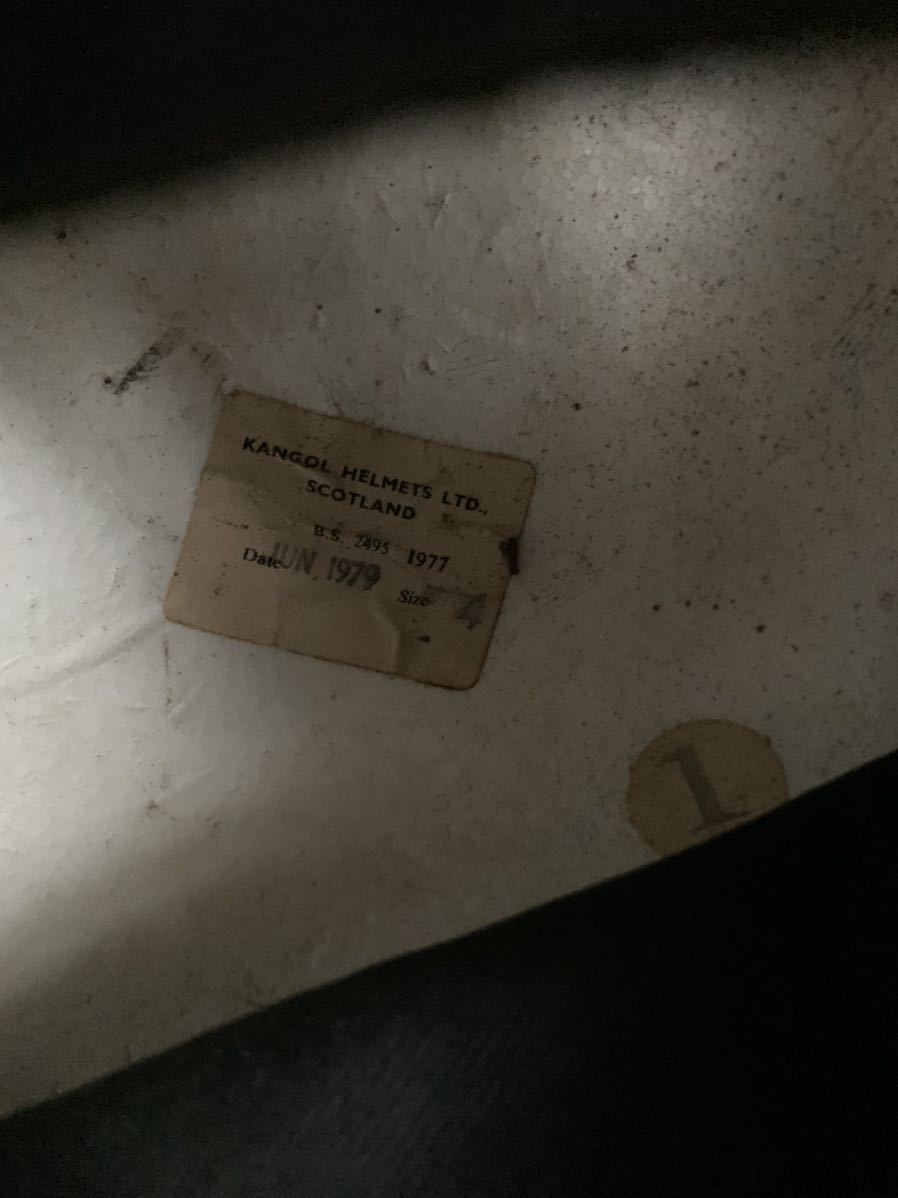 KANGOL HELMETS LTD.,
SCOTLAND
B.S. 2495 1977
Date JUN 1979 Size 4
1